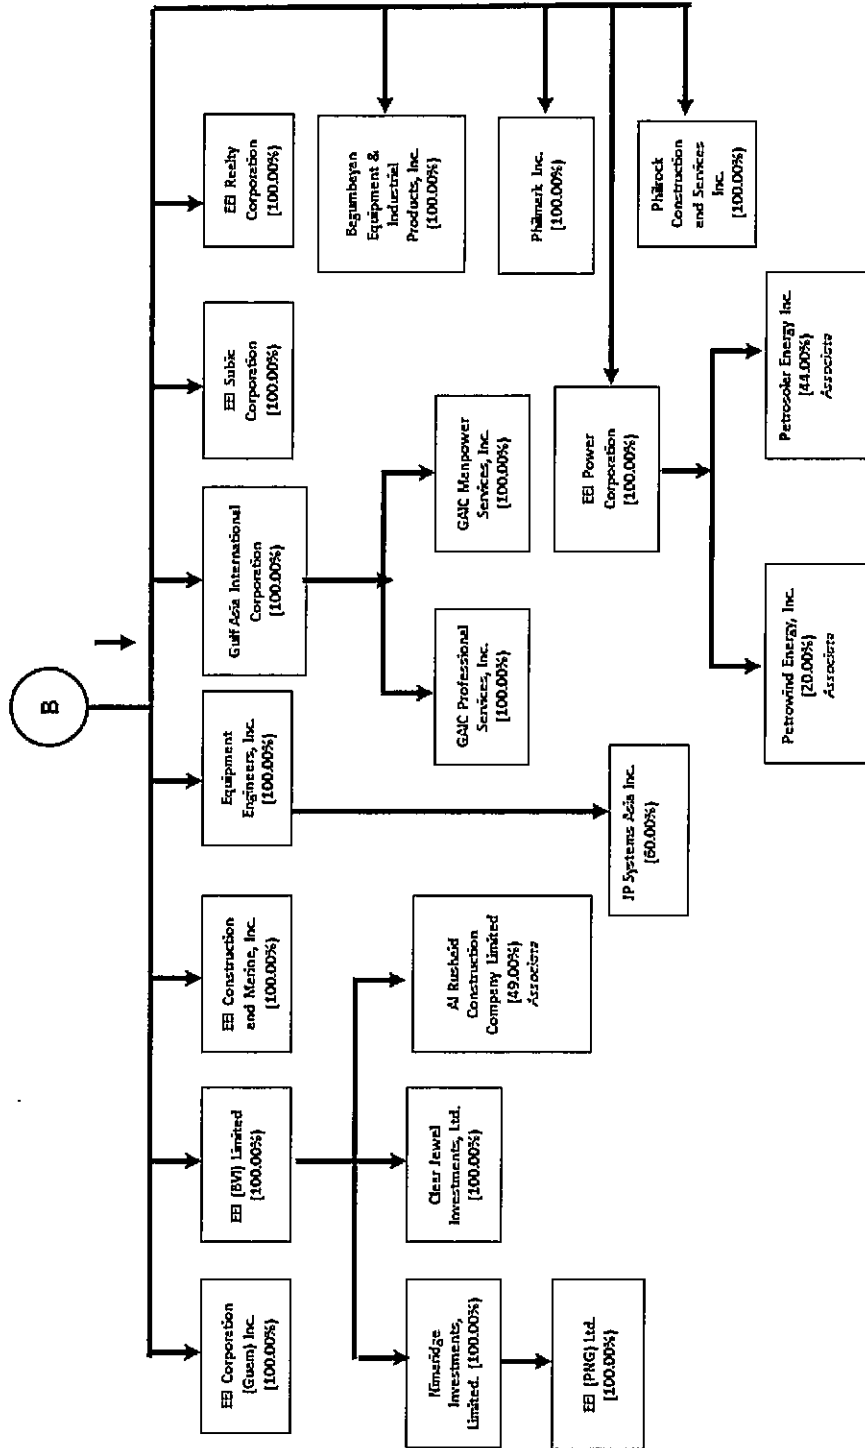 B
EEI Corporation
(Guam) Inc.
(100.00%)
EEI (BVI) Limited
(100.00%)
EEI Construction
and Marine, Inc.
(100.00%)
Equipment
Engineers, Inc.
(100.00%)
Gulf Asia International
Corporation
(100.00%)
EEI Subic
Corporation
(100.00%)
EEI Realty
Corporation
(100.00%)
Nimaridge
Investments,
Limited. (100.00%)
Clear Jewel
Investments, Ltd.
(100.00%)
Al Rushaid
Construction
Company Limited
(49.00%)
Associate
GAIC Professional
Services, Inc.
(100.00%)
GAIC Manpower
Services, Inc.
(100.00%)
Bagumbayan
Equipment &
Industrial
Products, Inc.
(100.00%)
Philmark Inc.
(100.00%)
EEI (PNG) Ltd.
(100.00%)
JP Systems Asia Inc.
(60.00%)
EEI Power
Corporation
(100.00%)
Philrock
Construction
and Services
Inc.
(100.00%)
Petrowind Energy, Inc.
(20.00%)
Associate
Petrosolar Energy Inc.
(44.00%)
Associate